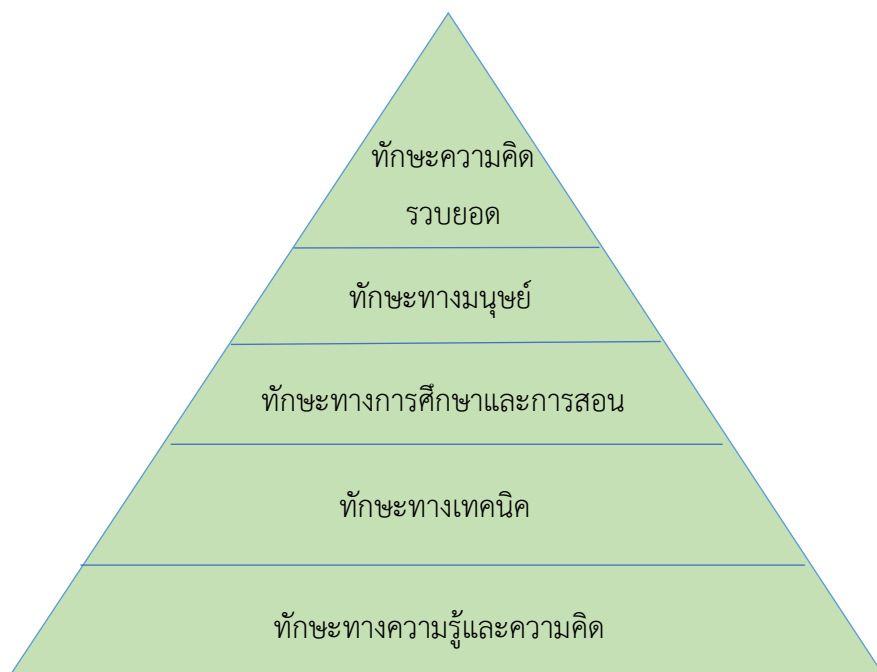 ทักษะความคิด
รวบยอด
ทักษะทางมนุษย์
ทักษะทางการศึกษาและการสอน
ทักษะทางเทคนิค
ทักษะทางความรู้และความคิด